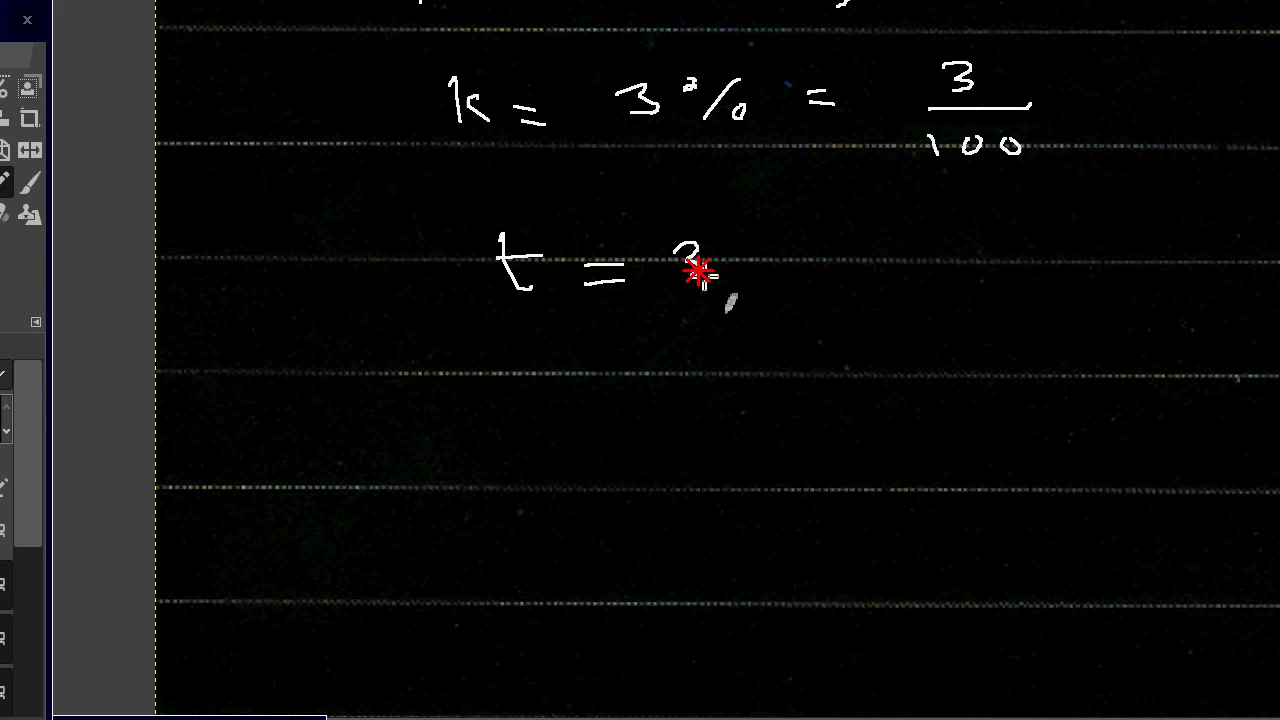 k = 3 % = 3/100
t =